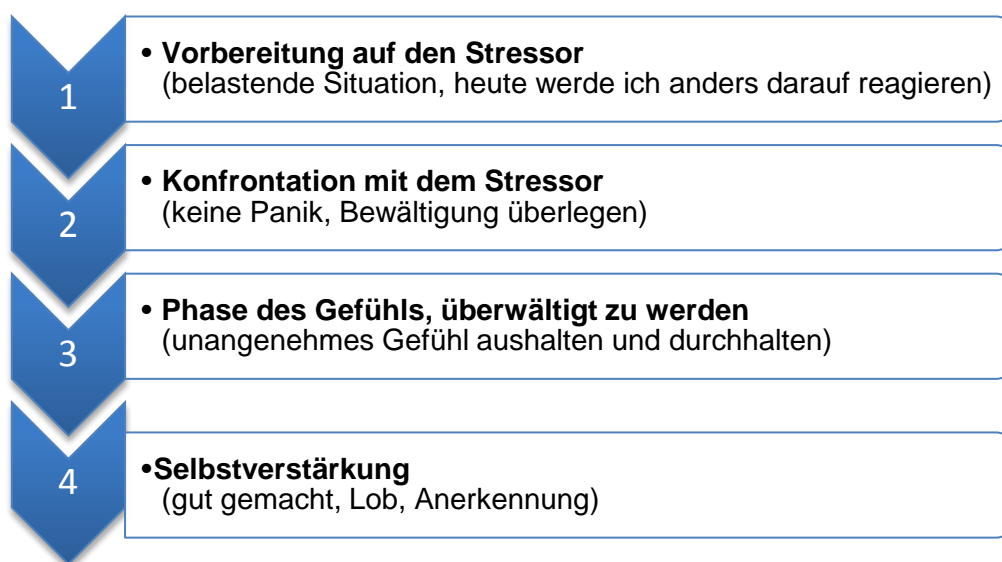 1
• Vorbereitung auf den Stressor
(belastende Situation, heute werde ich anders darauf reagieren)
2
• Konfrontation mit dem Stressor
(keine Panik, Bewältigung überlegen)
3
• Phase des Gefühls, überwältigt zu werden
(unangenehmes Gefühl aushalten und durchhalten)
4
•Selbstverstärkung
(gut gemacht, Lob, Anerkennung)